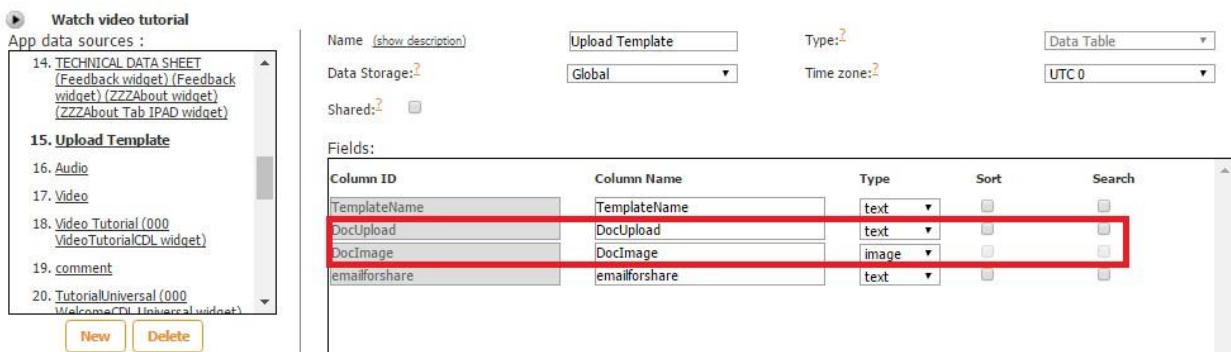 Watch video tutorial
App data sources :
14. TECHNICAL DATA SHEET
(Feedback widget) (Feedback
widget) (ZZZAbout widget)
(ZZZAbout Tab IPAD widget)
15. Upload Template
16. Audio
17. Video
18. Video Tutorial (000
VideoTutorialCDL widget)
19. comment
20. TutorialUniversal (000
WelcomeCDL Universal widget)
New Delete
Name (show description) Upload Template Type:? Data Table
Data Storage:? Global Time zone:? UTC 0
Shared:?
Fields:
Column ID Column Name Type Sort Search
TemplateName TemplateName text
DocUpload DocUpload text
DocImage DocImage image
emailforshare emailforshare text